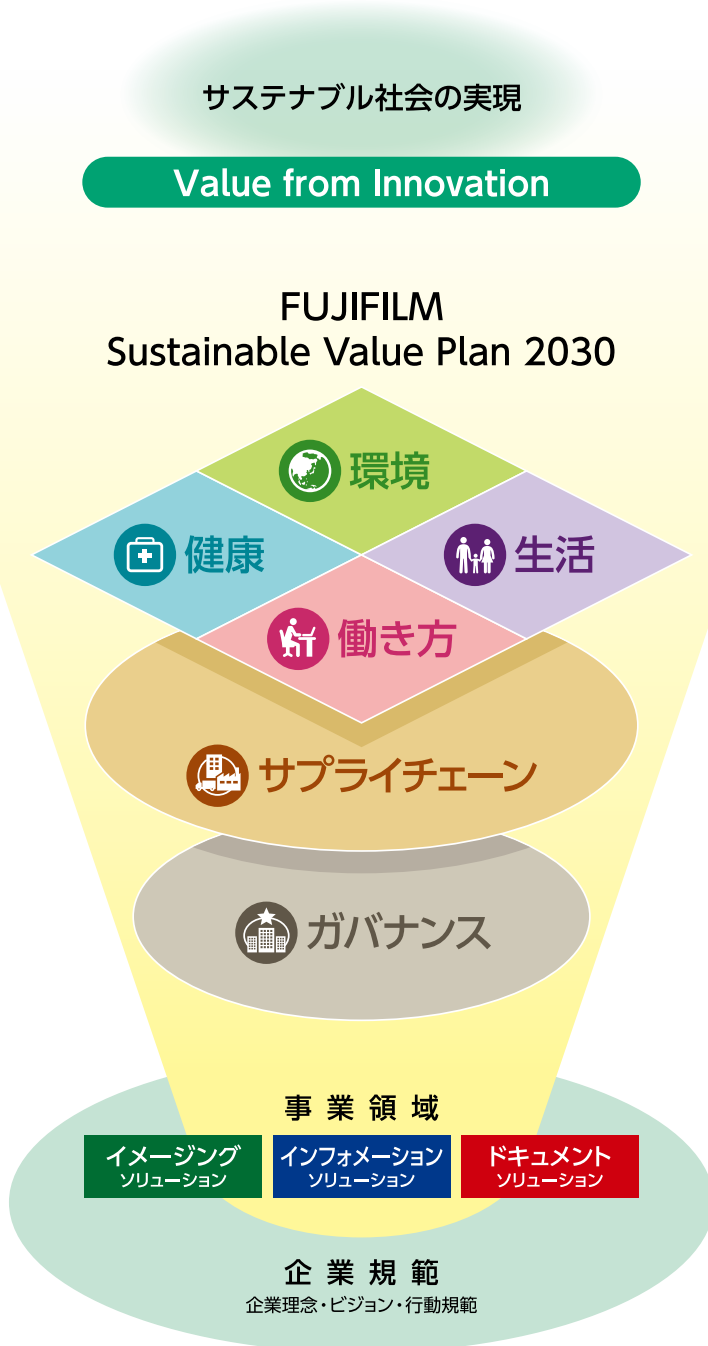 サステナブル社会の実現
Value from Innovation
FUJIFILM
Sustainable Value Plan 2030
環境
健康
生活
働き方
サプライチェーン
ガバナンス
事業領域
イメージング
ソリューション
インフォメーション
ソリューション
ドキュメント
ソリューション
企業規範
企業理念・ビジョン・行動規範